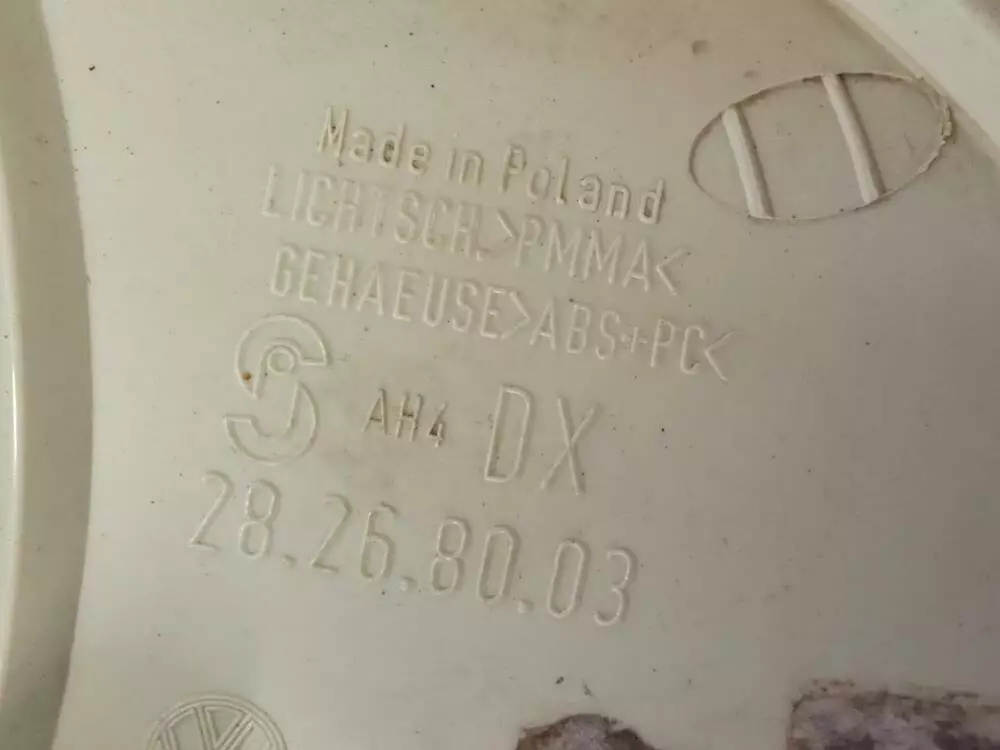 Made in Poland
LICHTSCH.>PMMA<
GEHAEUSE>ABS+PC<
AH4 DX
28.26.80.03